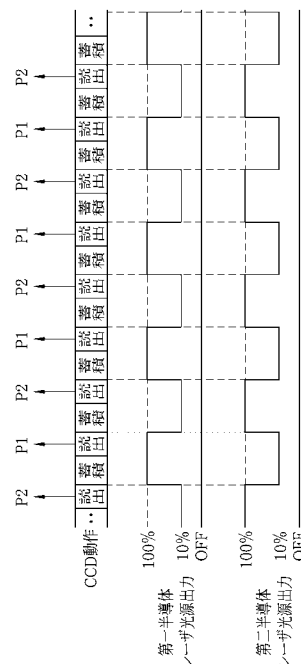 P2 P1 P2 P1 P2 P1 P2 P1 P2
CCD動作 ‥ 読出 蓄積 読出 蓄積 読出 蓄積 読出 蓄積 読出 蓄積 読出 蓄積 読出 蓄積 読出 蓄積 読出 蓄積 ‥
100%
第一半導体
レーザ光源出力
10%
OFF
100%
第二半導体
レーザ光源出力
10%
OFF